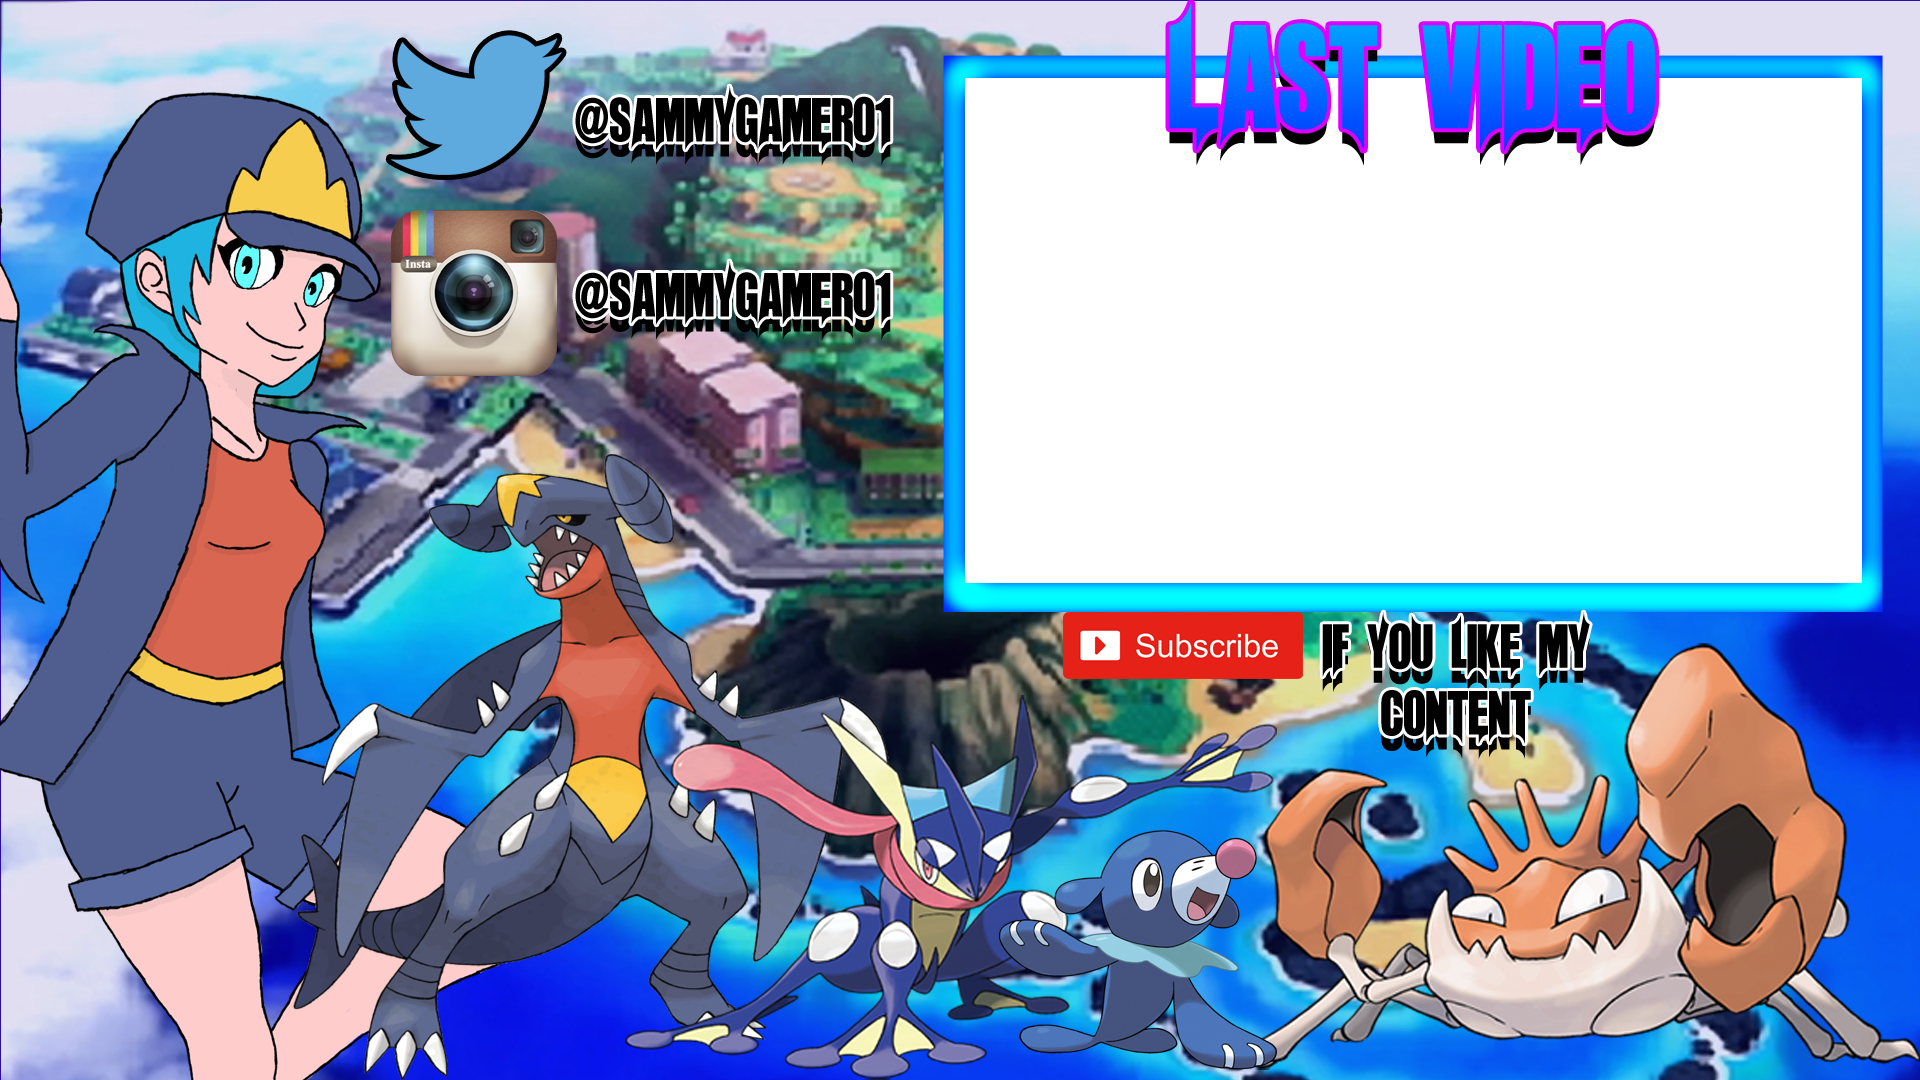 LAST VIDEO
@SAMMYGAMER01
Insta
@SAMMYGAMER01
Subscribe
IF YOU LIKE MY
CONTENT